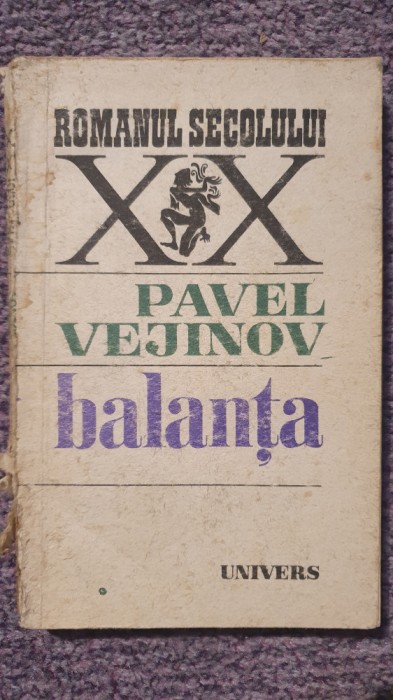 ROMANUL SECOLULUI
XX
PAVEL
VEJINOV
balanța
UNIVERS